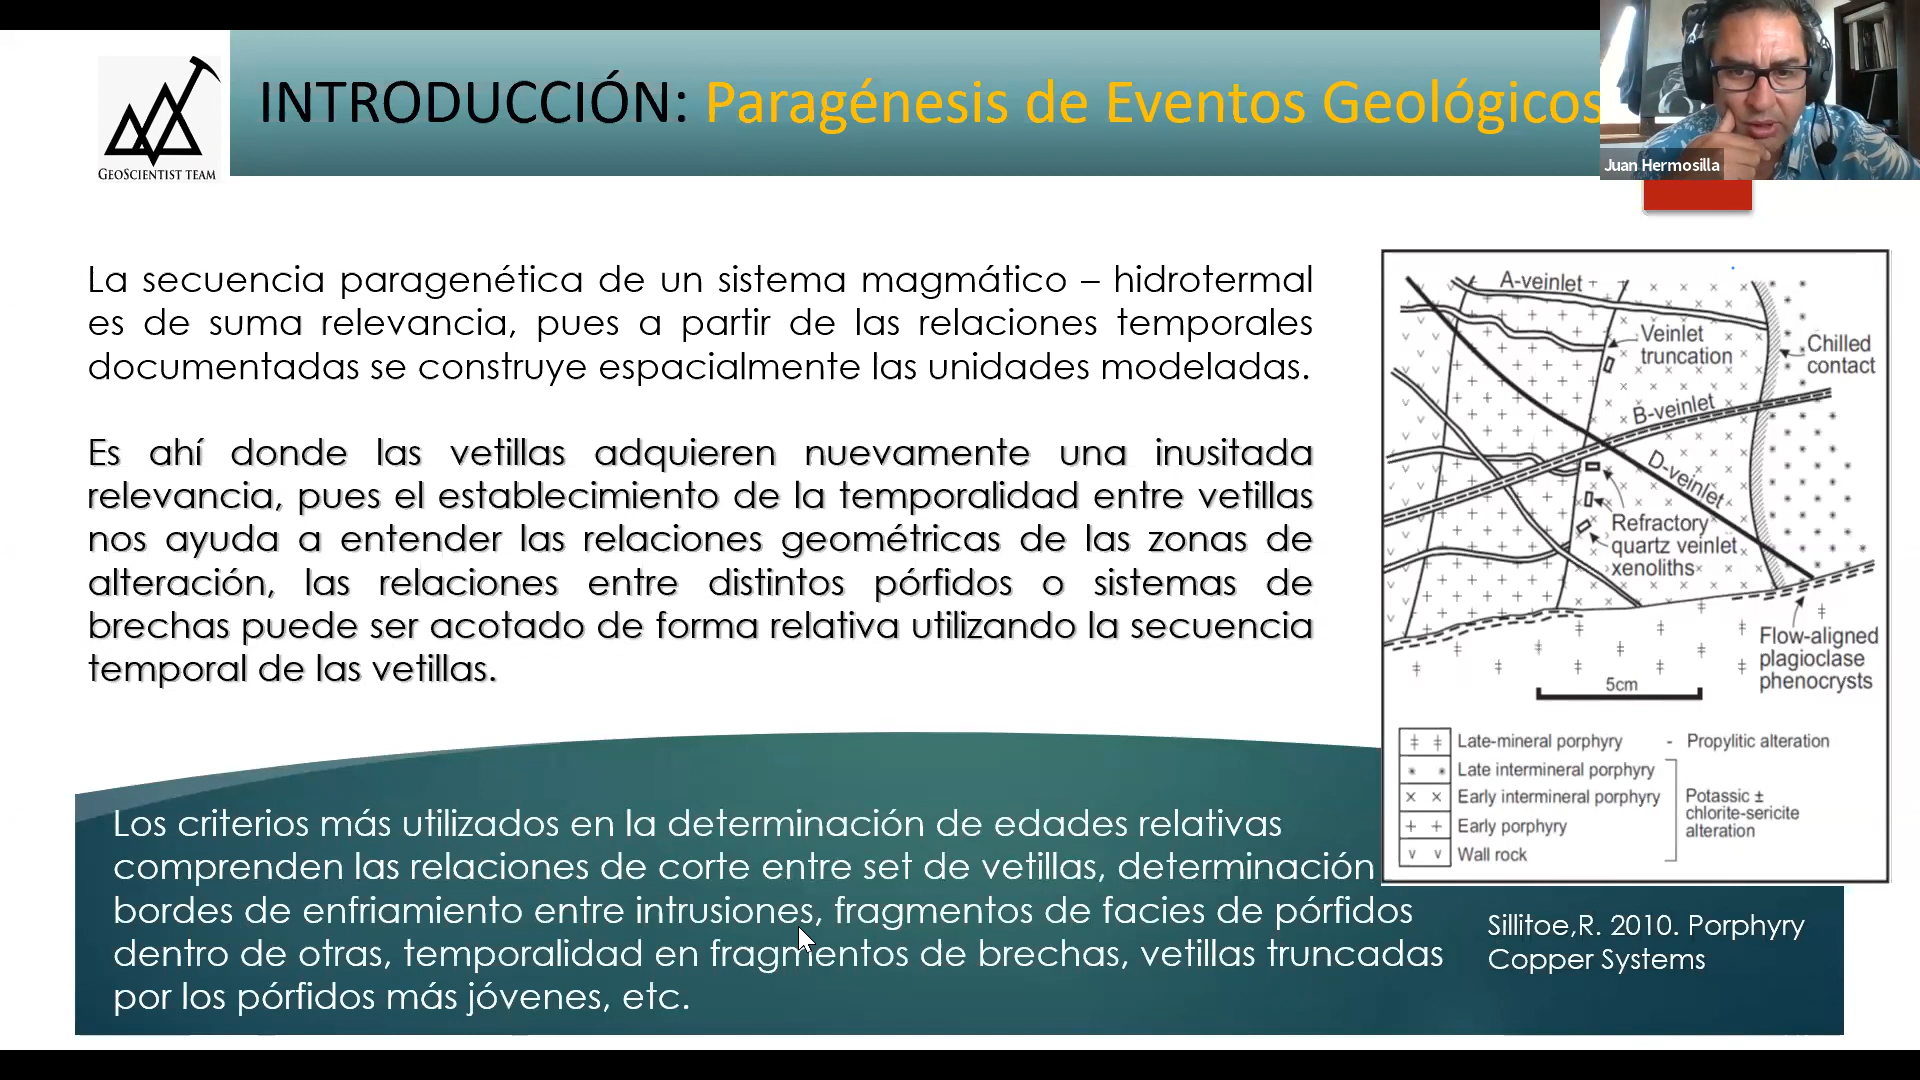 GEOSCIENTIST TEAM
INTRODUCCIÓN: Paragénesis de Eventos Geológicos
Juan Hermosilla
La secuencia paragenética de un sistema magmático – hidrotermal
es de suma relevancia, pues a partir de las relaciones temporales
documentadas se construye espacialmente las unidades modeladas.
Es ahí donde las vetillas adquieren nuevamente una inusitada
relevancia, pues el establecimiento de la temporalidad entre vetillas
nos ayuda a entender las relaciones geométricas de las zonas de
alteración, las relaciones entre distintos pórfidos o sistemas de
brechas puede ser acotado de forma relativa utilizando la secuencia
temporal de las vetillas.
A-veinlet
Veinlet
truncation
Chilled
contact
B-veinlet
D-veinlet
Refractory
quartz veinlet
xenoliths
Flow-aligned
plagioclase
phenocrysts
5cm
Late-mineral porphyry - Propylitic alteration
Late intermineral porphyry
Early intermineral porphyry
Early porphyry
Wall rock
Potassic ±
chlorite-sericite
alteration
Los criterios más utilizados en la determinación de edades relativas
comprenden las relaciones de corte entre set de vetillas, determinación
bordes de enfriamiento entre intrusiones, fragmentos de facies de pórfidos
dentro de otras, temporalidad en fragmentos de brechas, vetillas truncadas
por los pórfidos más jóvenes, etc.
Sillitoe,R. 2010. Porphyry
Copper Systems